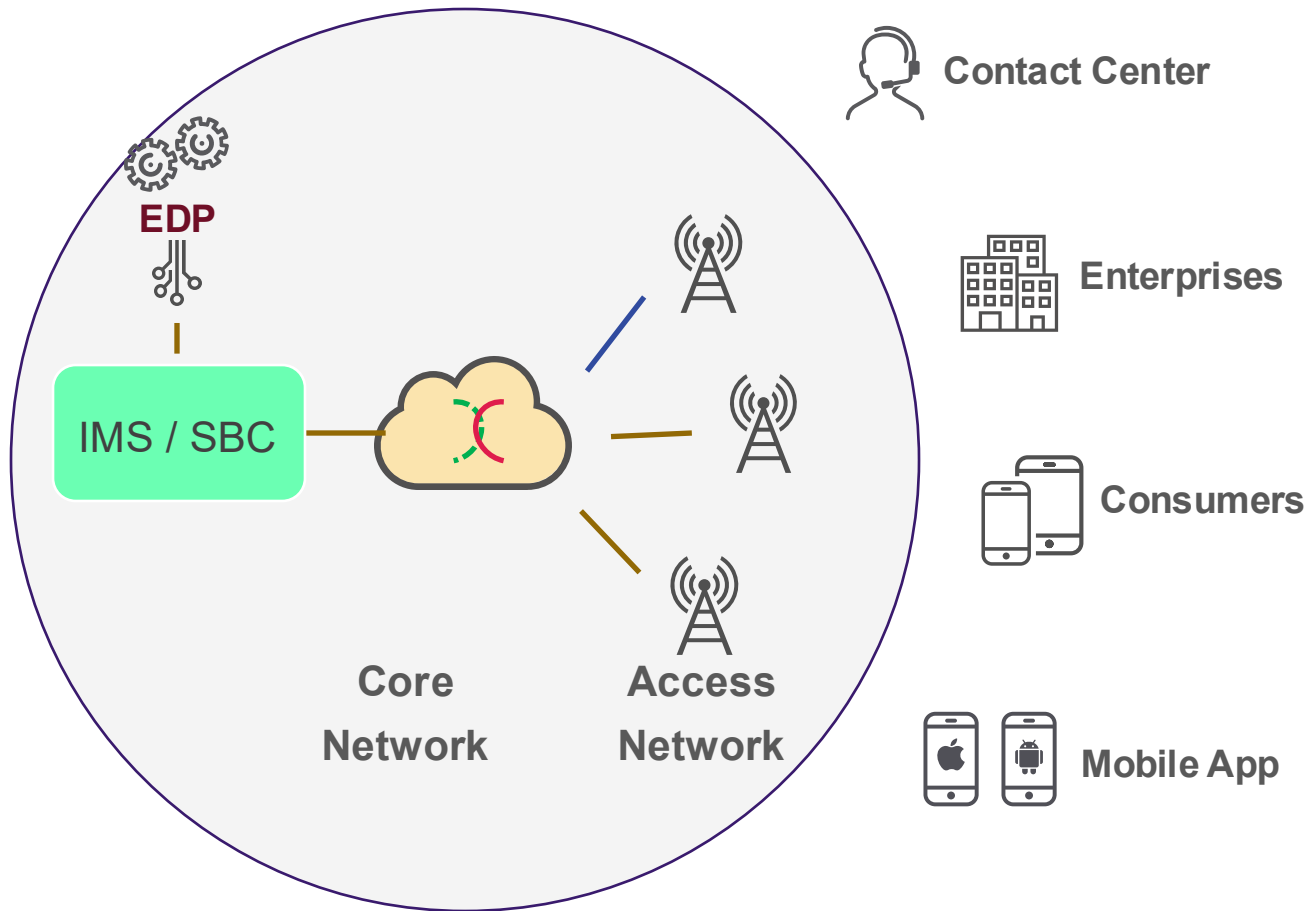 Contact Center
EDP
Enterprises
IMS / SBC
Consumers
Core
Network
Access
Network
Mobile App